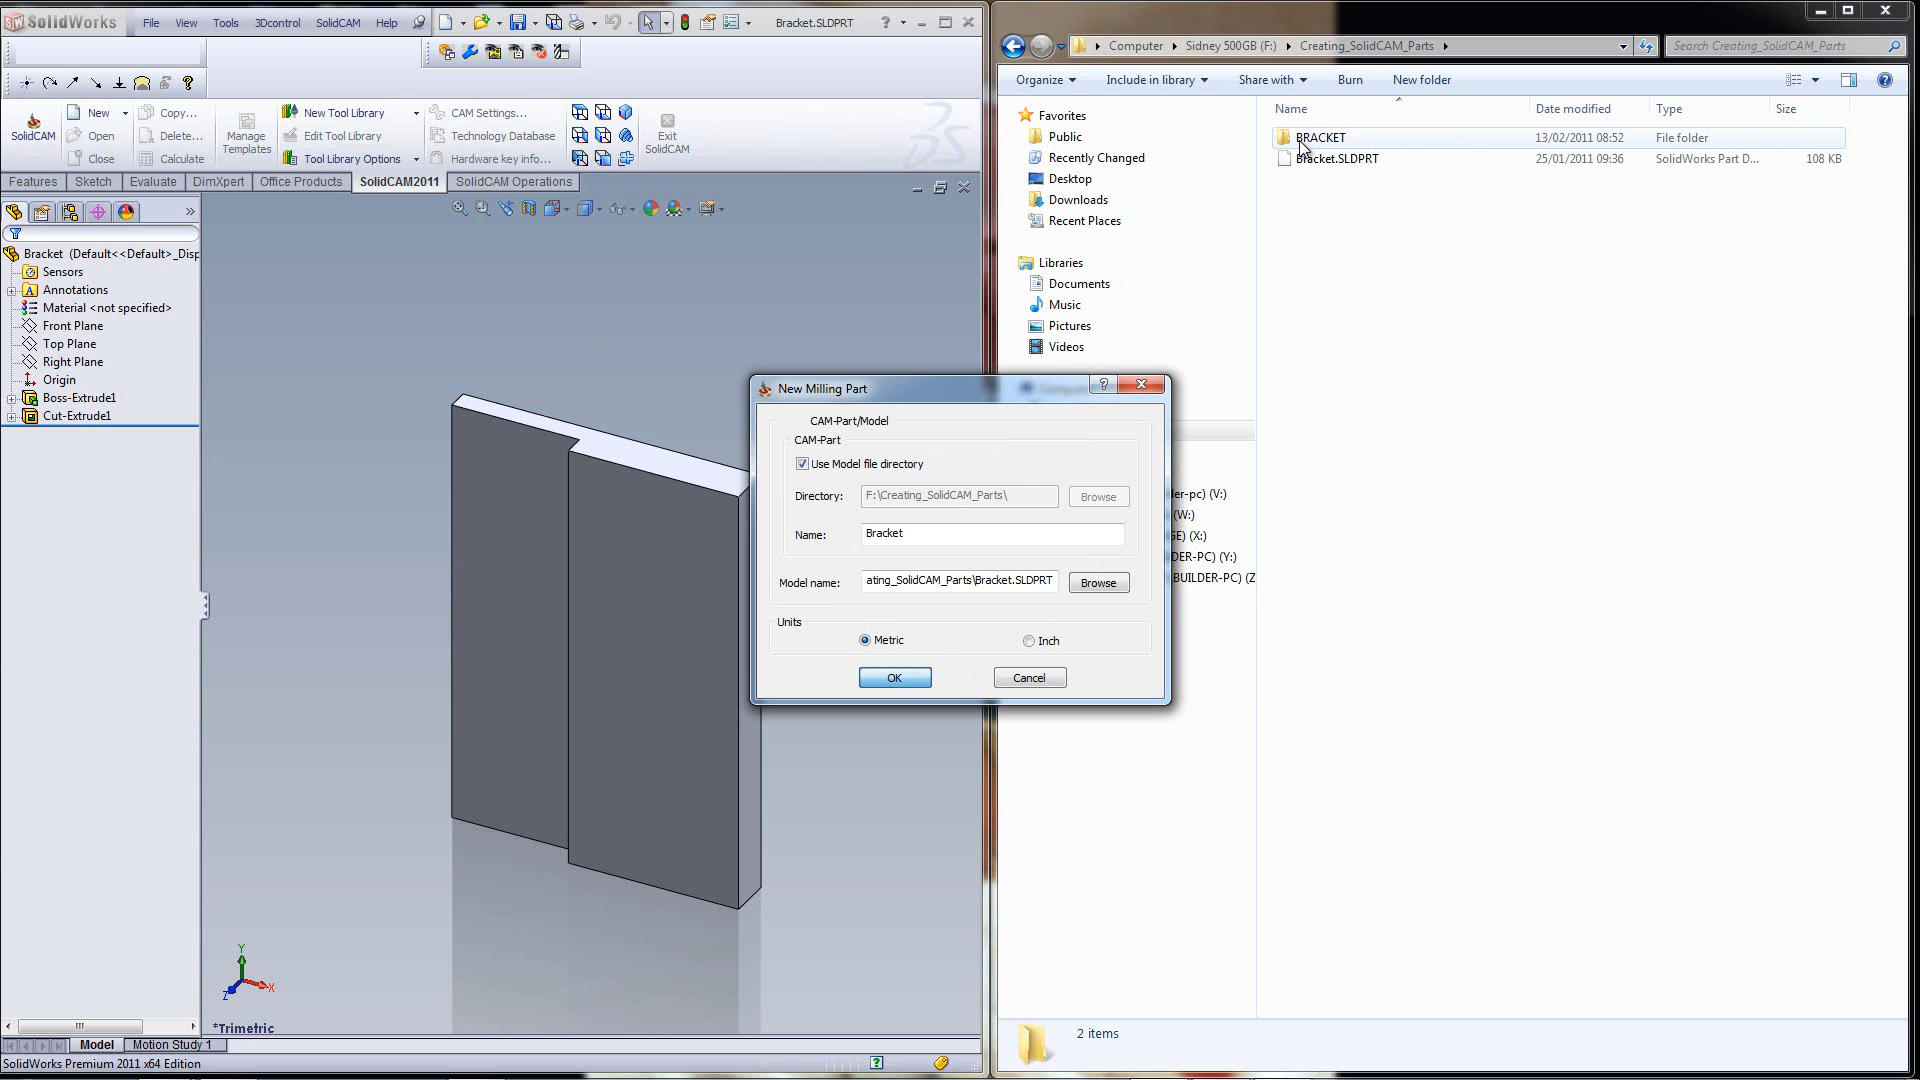 SolidWorks File View Tools 3Dcontrol SolidCAM Help Bracket.SLDPRT
SolidCAM
New
Open
Close
Copy...
Delete...
Calculate
Manage
Templates
New Tool Library
Edit Tool Library
Tool Library Options
CAM Settings...
Technology Database
Hardware key info...
Exit
SolidCAM
Features Sketch Evaluate DimXpert Office Products SolidCAM2011 SolidCAM Operations
Bracket (Default<<Default>_Disp
Sensors
Annotations
Material <not specified>
Front Plane
Top Plane
Right Plane
Origin
Boss-Extrude1
Cut-Extrude1
Y
X
Z
*Trimetric
Model Motion Study 1
SolidWorks Premium 2011 x64 Edition
New Milling Part
CAM-Part/Model
CAM-Part
Use Model file directory
Directory: F:\Creating_SolidCAM_Parts\ Browse
Name: Bracket
Model name: ating_SolidCAM_Parts\Bracket.SLDPRT Browse
Units
Metric Inch
OK Cancel
Computer Sidney 500GB (F:) Creating_SolidCAM_Parts Search Creating_SolidCAM_Parts
Organize Include in library Share with Burn New folder
Favorites
Public
Recently Changed
Desktop
Downloads
Recent Places
Libraries
Documents
Music
Pictures
Videos
er-pc) (V:)
(W:)
GE) (X:)
DER-PC) (Y:)
BUILDER-PC) (Z
Name Date modified Type Size
BRACKET 13/02/2011 08:52 File folder
Bracket.SLDPRT 25/01/2011 09:36 SolidWorks Part D... 108 KB
2 items